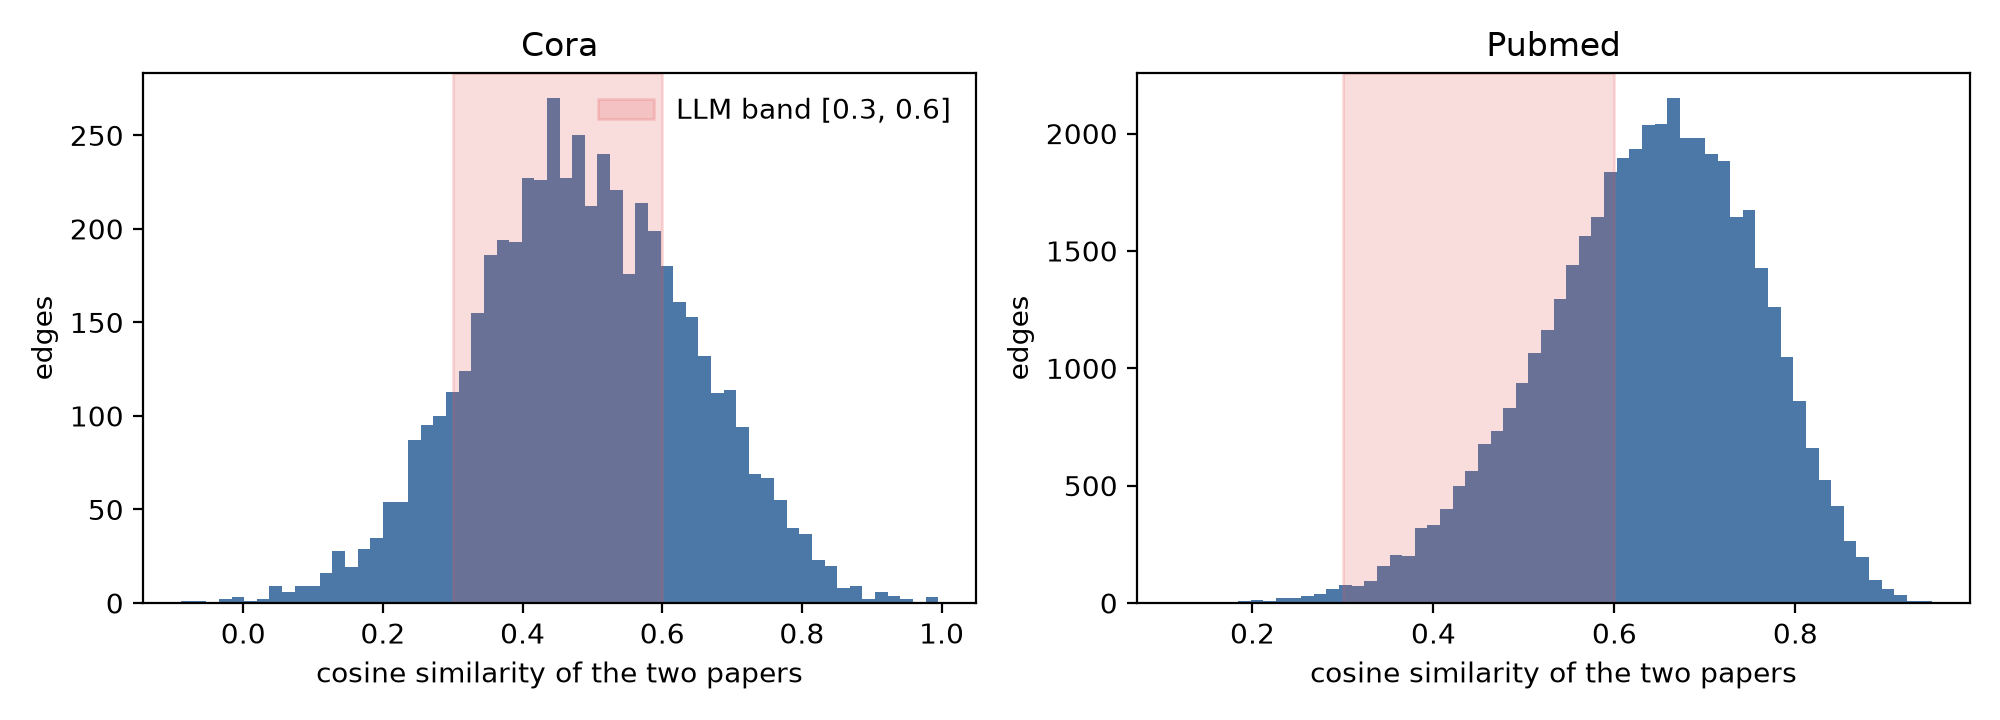 Cora
LLM band [0.3, 0.6]
250
200
150
100
50
0
edges
0.0 0.2 0.4 0.6 0.8 1.0
cosine similarity of the two papers
Pubmed
2000
1500
1000
500
0
edges
0.2 0.4 0.6 0.8
cosine similarity of the two papers